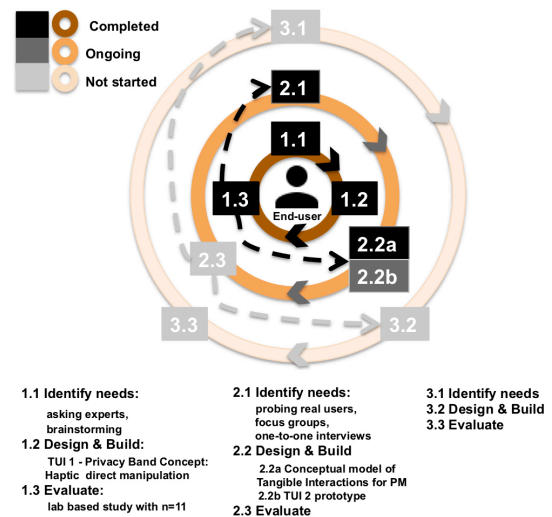 Completed
Ongoing
Not started
3.1
2.1
1.1
1.3
1.2
End-user
2.2a
2.3
2.2b
3.3
3.2
1.1 Identify needs:
asking experts,
brainstorming
1.2 Design & Build:
TUI 1 - Privacy Band Concept:
Haptic direct manipulation
1.3 Evaluate:
lab based study with n=11
2.1 Identify needs:
probing real users,
focus groups,
one-to-one interviews
2.2 Design & Build
2.2a Conceptual model of
Tangible Interactions for PM
2.2b TUI 2 prototype
2.3 Evaluate
3.1 Identify needs
3.2 Design & Build
3.3 Evaluate